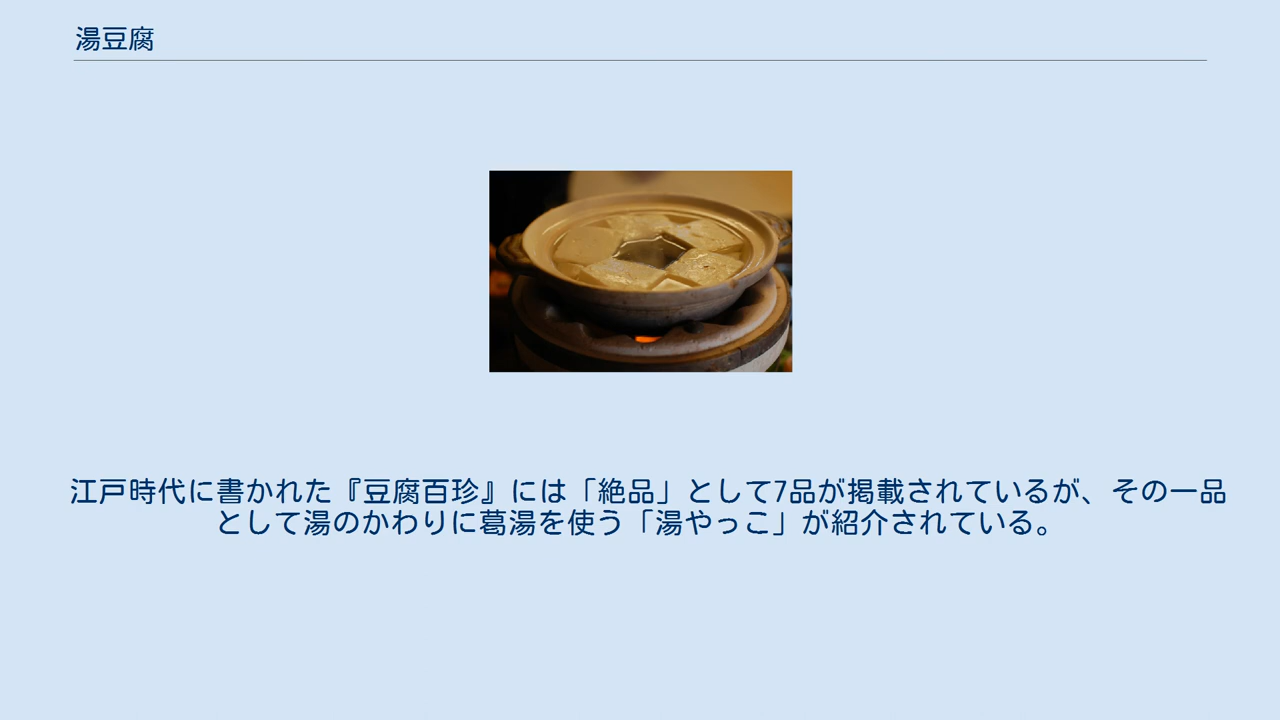 湯豆腐
江戸時代に書かれた『豆腐百珍』には「絶品」として7品が掲載されているが、その一品
として湯のかわりに葛湯を使う「湯やっこ」が紹介されている。